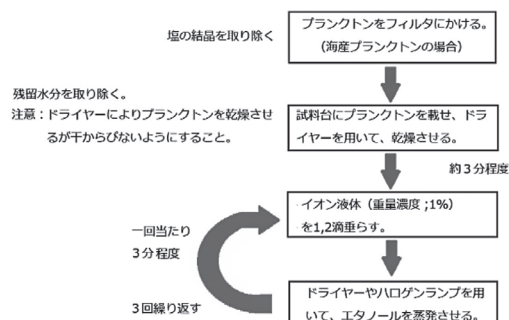 塩の結晶を取り除く
プランクトンをフィルタにかける。
(海産プランクトンの場合)
残留水分を取り除く。
注意：ドライヤーによりプランクトンを乾燥させ
るが干からびないようにすること。
試料台にプランクトンを載せ、ドラ
イヤーを用いて、乾燥させる。
約３分程度
イオン液体（重量濃度 ;1%）
を1,2滴垂らす。
一回当たり
３分程度
３回繰り返す
ドライヤーやハロゲンランプを用
いて、エタノールを蒸発させる。